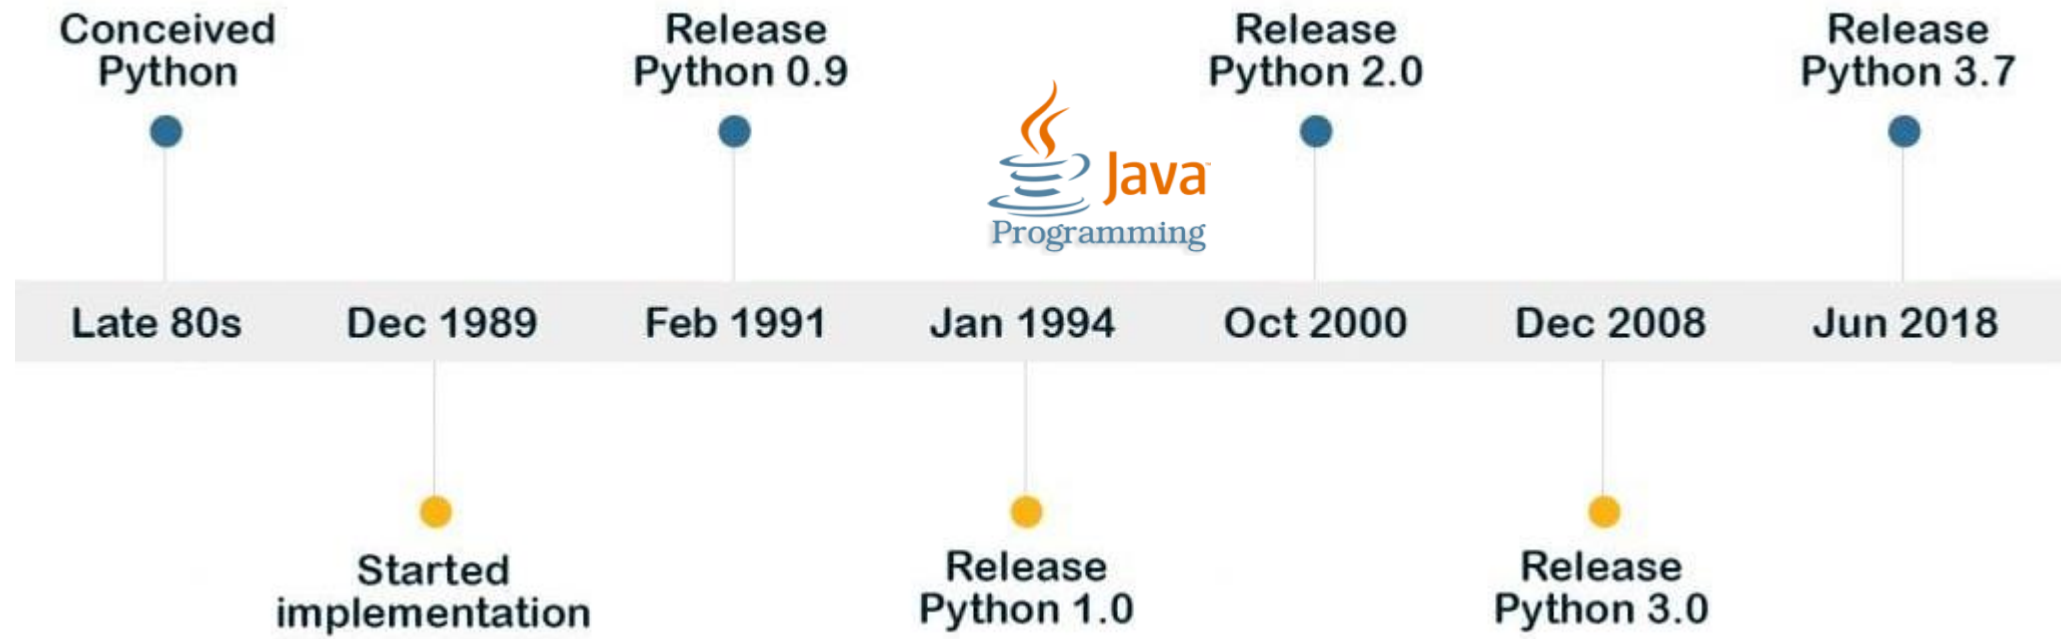 Conceived
Python
Release
Python 0.9
Release
Python 2.0
Release
Python 3.7
Java™
Programming
Late 80s
Dec 1989
Feb 1991
Jan 1994
Oct 2000
Dec 2008
Jun 2018
Started
implementation
Release
Python 1.0
Release
Python 3.0